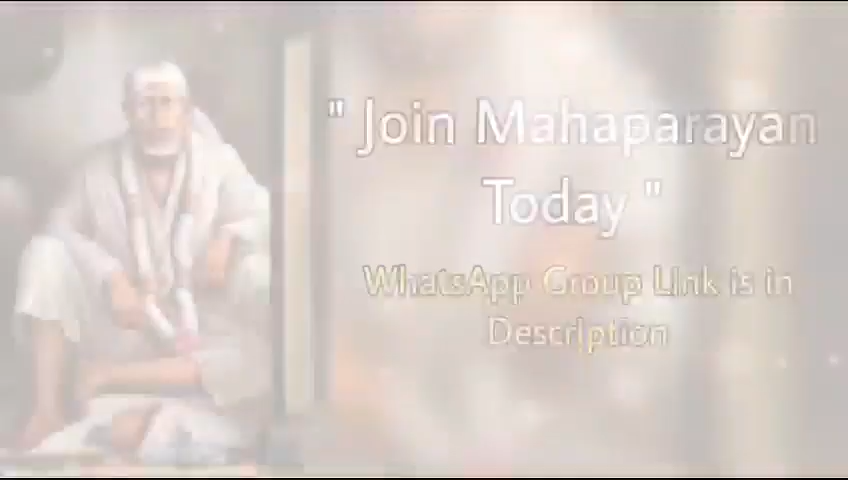 " Join Mahaparayan
Today "
WhatsApp Group Link is in
Description